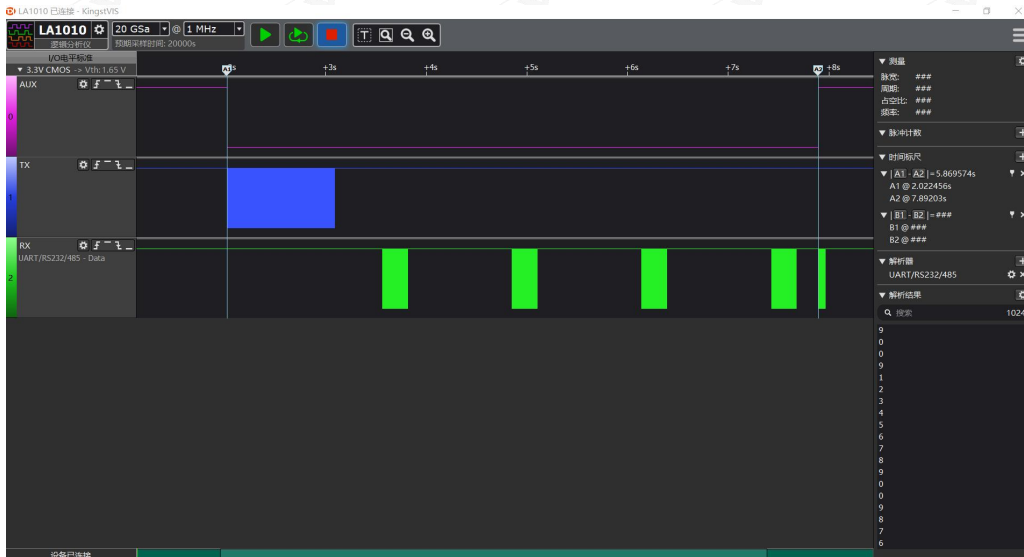 LA1010 已连接 - KingstVIS
LA1010
逻辑分析仪
20 GSa @ 1 MHz
预期采样时间: 20000s
I/O电平标准
3.3V CMOS -> Vth: 1.65 V
A1 s +3s +4s +5s +6s +7s A2 +8s
AUX
0
TX
1
RX
UART/RS232/485 - Data
2
测量
脉宽: ###
周期: ###
占空比: ###
频率: ###
脉冲计数
时间标尺
| A1 - A2 |=5.869574s
A1 @ 2.022456s
A2 @ 7.89203s
| B1 - B2 |=###
B1 @ ###
B2 @ ###
解析器
UART/RS232/485
解析结果
搜索 1024
9
0
0
9
1
2
3
4
5
6
7
8
9
0
0
9
8
7
6
设备已连接